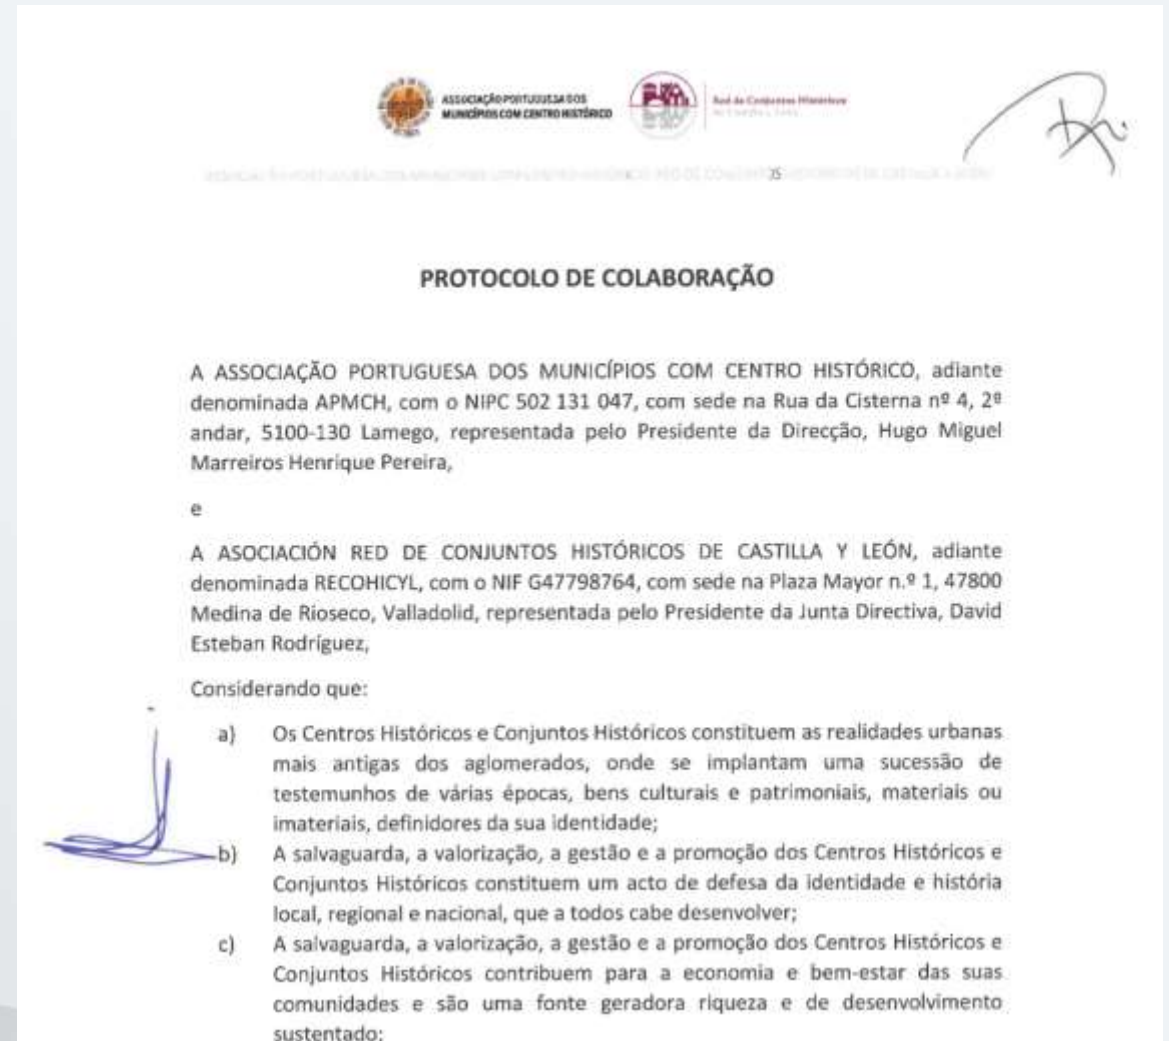 ASSOCIAÇÃO PORTUGUESA DOS
MUNICÍPIOS COM CENTRO HISTÓRICO
Red de Conjuntos Históricos
PROTOCOLO DE COLABORAÇÃO
A ASSOCIAÇÃO PORTUGUESA DOS MUNICÍPIOS COM CENTRO HISTÓRICO, adiante
denominada APMCH, com o NIPC 502 131 047, com sede na Rua da Cisterna nº 4, 2º
andar, 5100-130 Lamego, representada pelo Presidente da Direcção, Hugo Miguel
Marreiros Henrique Pereira,
e
A ASOCIACIÓN RED DE CONJUNTOS HISTÓRICOS DE CASTILLA Y LEÓN, adiante
denominada RECOHICYL, com o NIF G47798764, com sede na Plaza Mayor n.º 1, 47800
Medina de Rioseco, Valladolid, representada pelo Presidente da Junta Directiva, David
Esteban Rodríguez,
Considerando que:
a) Os Centros Históricos e Conjuntos Históricos constituem as realidades urbanas
mais antigas dos aglomerados, onde se implantam uma sucessão de
testemunhos de várias épocas, bens culturais e patrimoniais, materiais ou
imateriais, definidores da sua identidade;
b) A salvaguarda, a valorização, a gestão e a promoção dos Centros Históricos e
Conjuntos Históricos constituem um acto de defesa da identidade e história
local, regional e nacional, que a todos cabe desenvolver;
c) A salvaguarda, a valorização, a gestão e a promoção dos Centros Históricos e
Conjuntos Históricos contribuem para a economia e bem-estar das suas
comunidades e são uma fonte geradora riqueza e de desenvolvimento
sustentado;